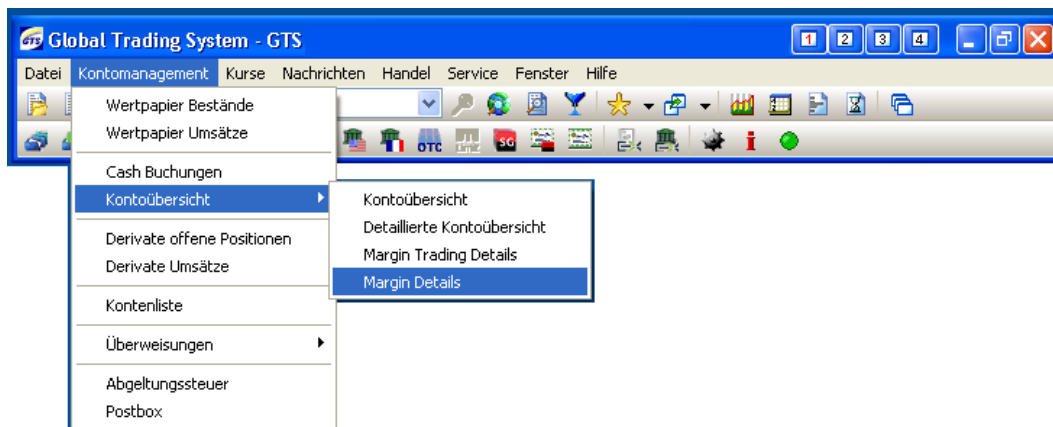 GTS Global Trading System - GTS
1 2 3 4
Datei Kontomanagement Kurse Nachrichten Handel Service Fenster Hilfe
Wertpapier Bestände
Wertpapier Umsätze
OTC
SG
i
Cash Buchungen
Kontoübersicht
Kontoübersicht
Detaillierte Kontoübersicht
Margin Trading Details
Margin Details
Derivate offene Positionen
Derivate Umsätze
Kontenliste
Überweisungen
Abgeltungssteuer
Postbox